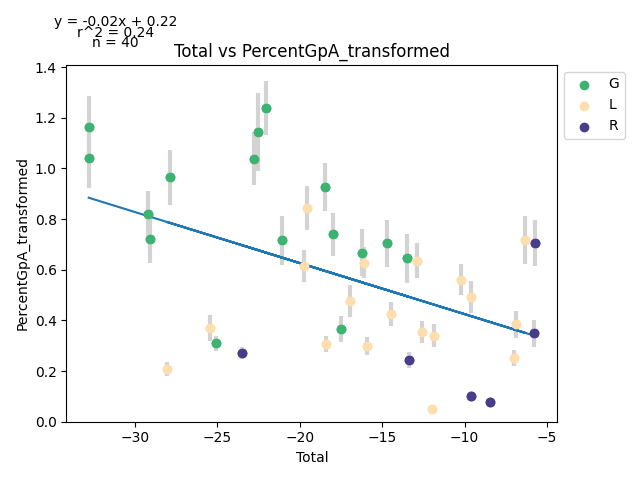 y = -0.02x + 0.22
r^2 = 0.24
n = 40
Total vs PercentGpA_transformed
PercentGpA_transformed
1.4
1.2
1.0
0.8
0.6
0.4
0.2
0.0
−30
−25
−20
−15
−10
−5
Total
G
L
R